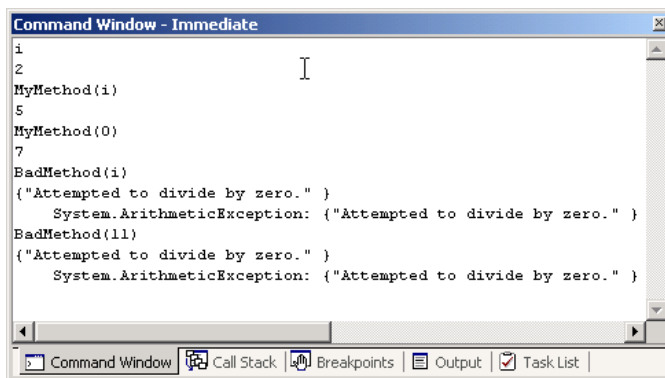 Command Window - Immediate
i
2
MyMethod(i)
5
MyMethod(0)
7
BadMethod(i)
{"Attempted to divide by zero." }
    System.ArithmeticException: {"Attempted to divide by zero." }
BadMethod(11)
{"Attempted to divide by zero." }
    System.ArithmeticException: {"Attempted to divide by zero." }
Command Window
Call Stack
Breakpoints
Output
Task List